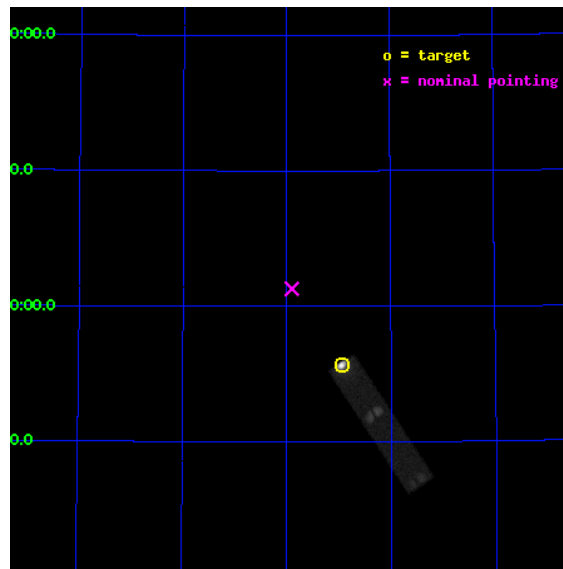 0:00.0
o = target
x = nominal pointing
0.0
0:00.0
0.0